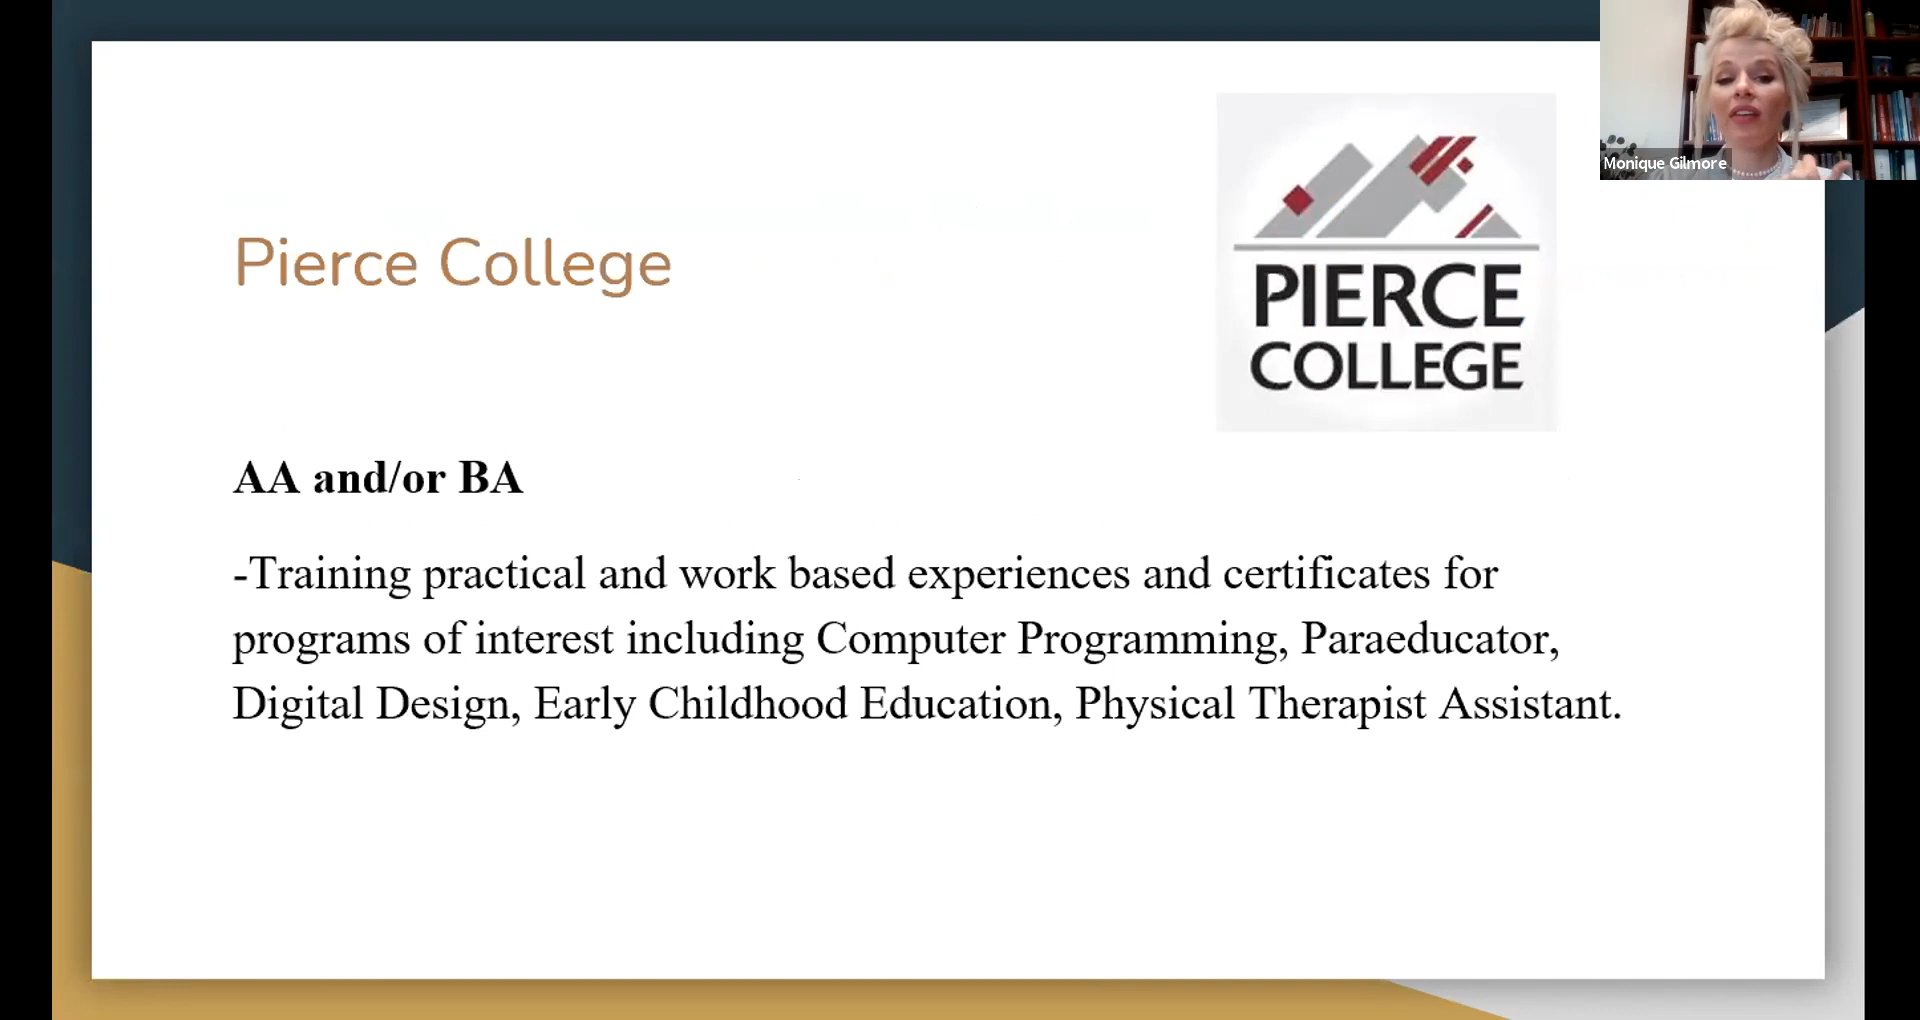 Monique Gilmore
Pierce College
PIERCE
COLLEGE
AA and/or BA
-Training practical and work based experiences and certificates for
programs of interest including Computer Programming, Paraeducator,
Digital Design, Early Childhood Education, Physical Therapist Assistant.